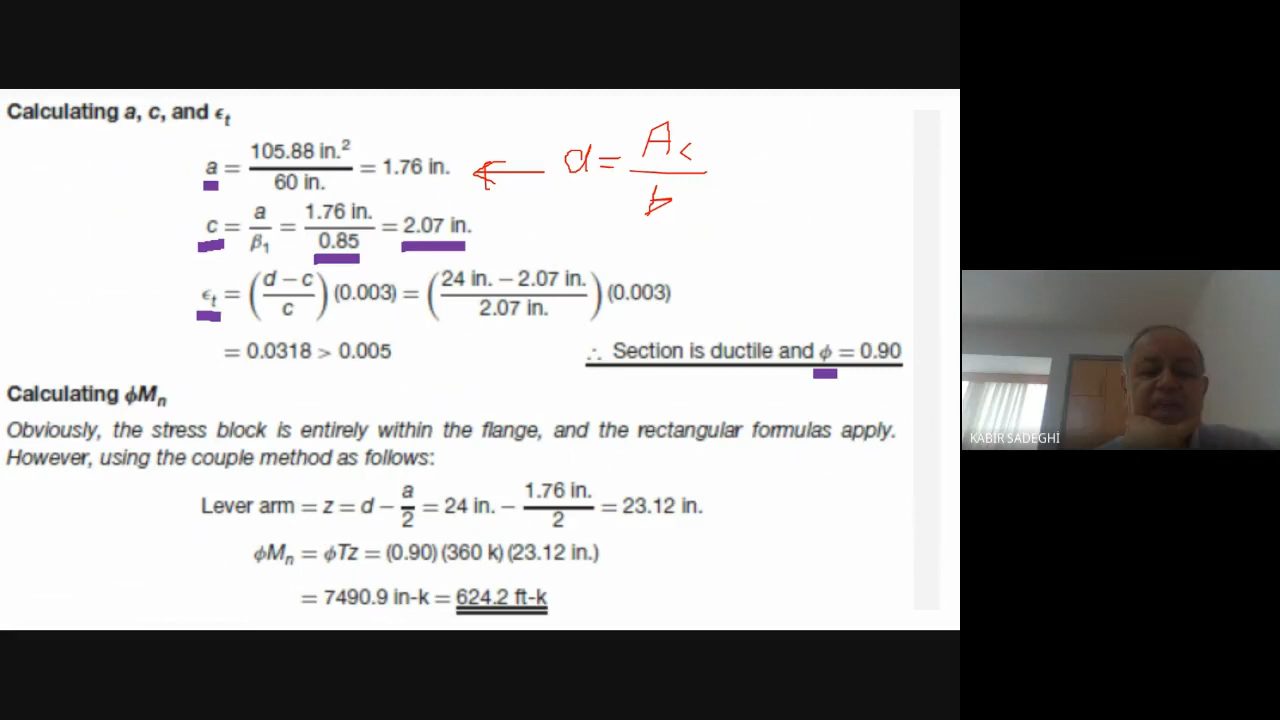 Calculating a, c, and ϵt
a = 105.88 in.² / 60 in. = 1.76 in. ← a = Ac / b
c = a / β1 = 1.76 in. / 0.85 = 2.07 in.
ϵt = ( d − c / c ) (0.003) = ( 24 in. − 2.07 in. / 2.07 in. ) (0.003)
= 0.0318 > 0.005 ∴ Section is ductile and ϕ = 0.90
Calculating ϕMn
Obviously, the stress block is entirely within the flange, and the rectangular formulas apply.
However, using the couple method as follows:
Lever arm = z = d − a / 2 = 24 in. − 1.76 in. / 2 = 23.12 in.
ϕMn = ϕTz = (0.90) (360 k) (23.12 in.)
= 7490.9 in-k = 624.2 ft-k
KABIR SADEGHİ